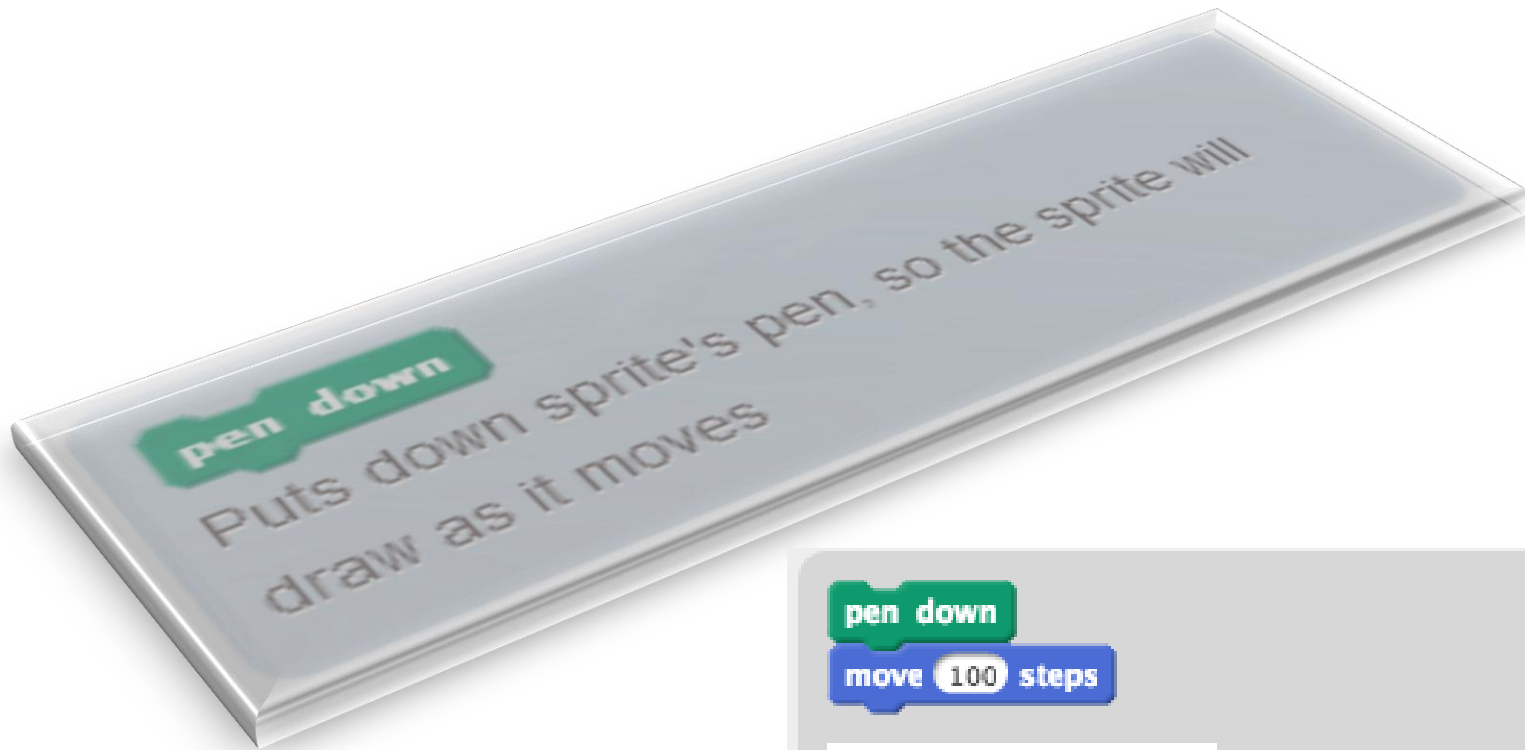 pen down
Puts down sprite's pen, so the sprite will
draw as it moves
pen down
move 100 steps